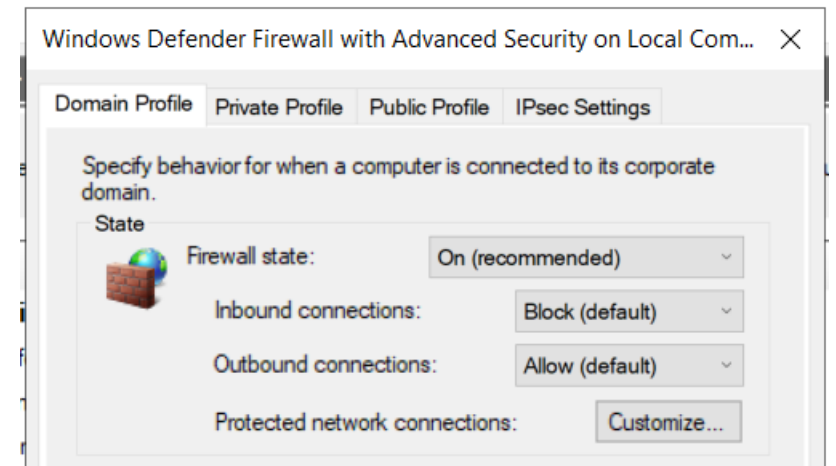 Windows Defender Firewall with Advanced Security on Local Com...
Domain Profile Private Profile Public Profile IPsec Settings
Specify behavior for when a computer is connected to its corporate
domain.
State
Firewall state: On (recommended)
Inbound connections: Block (default)
Outbound connections: Allow (default)
Protected network connections: Customize...